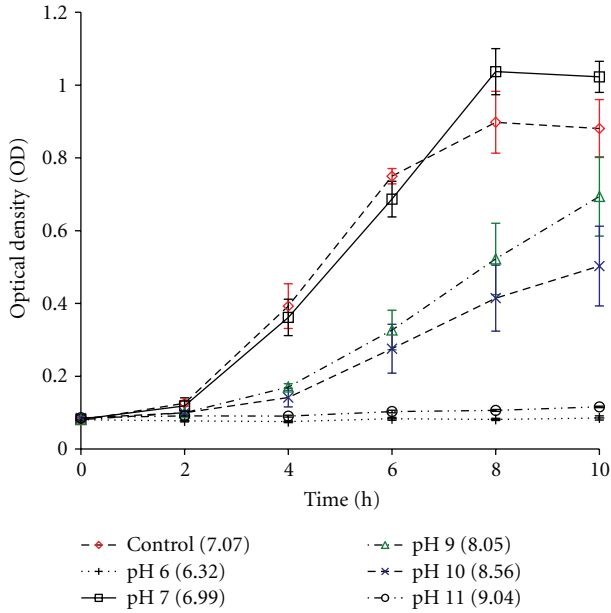 1.2
1
0.8
0.6
0.4
0.2
0
Optical density (OD)
0 2 4 6 8 10
Time (h)
Control (7.07)
pH 6 (6.32)
pH 7 (6.99)
pH 9 (8.05)
pH 10 (8.56)
pH 11 (9.04)